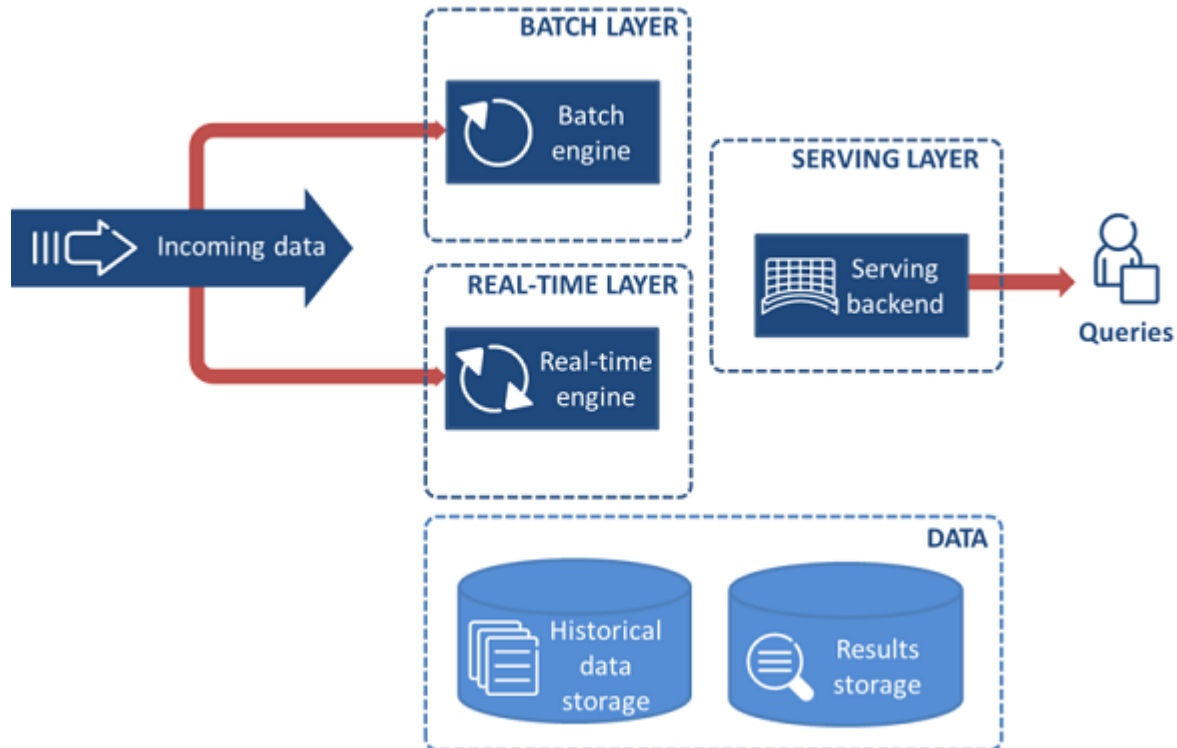 BATCH LAYER
Batch
engine
Incoming data
REAL-TIME LAYER
Real-time
engine
SERVING LAYER
Serving
backend
Queries
DATA
Historical
data
storage
Results
storage